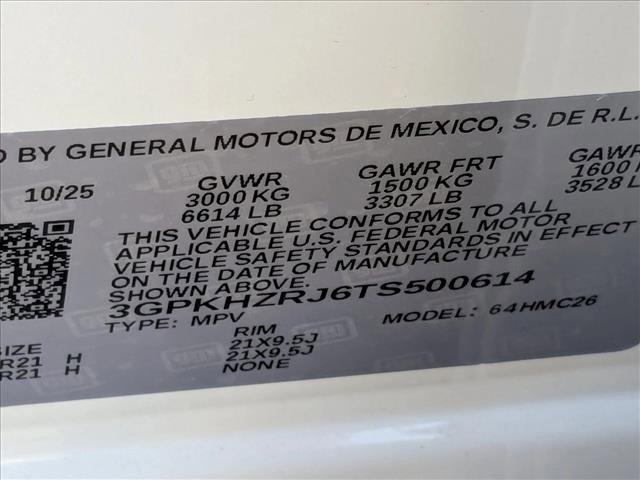 D BY GENERAL MOTORS DE MEXICO, S. DE R.L.
10/25 GVWR GAWR FRT GAWR
3000 KG 1500 KG 1600
6614 LB 3307 LB 3528 L
THIS VEHICLE CONFORMS TO ALL
APPLICABLE U.S. FEDERAL MOTOR
VEHICLE SAFETY STANDARDS IN EFFECT
ON THE DATE OF MANUFACTURE
SHOWN ABOVE.
3GPKHZRJ6TS500614
TYPE: MPV MODEL: 64HMC26
SIZE RIM
R21 H 21X9.5J
R21 H 21X9.5J
NONE